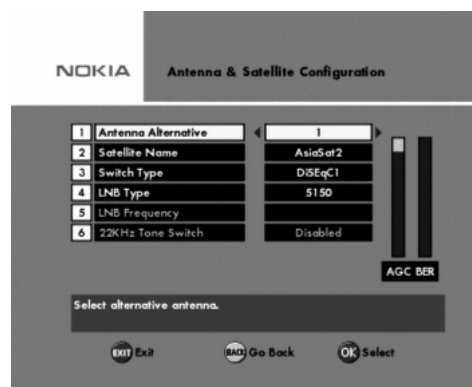 NOKIA
Antenna & Satellite Configuration
1 Antenna Alternative 1
2 Satellite Name AsiaSat2
3 Switch Type DiSEqC1
4 LNB Type 5150
5 LNB Frequency
6 22KHz Tone Switch Disabled
AGC BER
Select alternative antenna.
EXIT Exit BACK Go Back OK Select